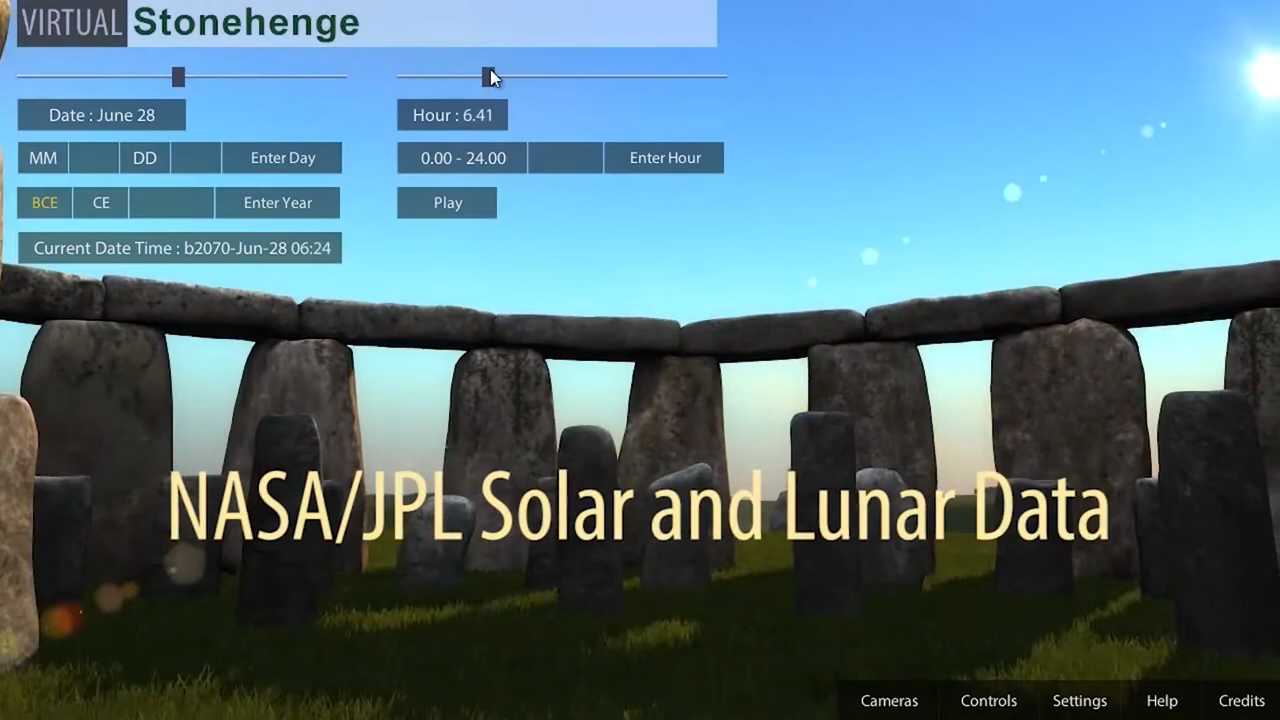 VIRTUAL Stonehenge
Date : June 28
Hour : 6.41
MM DD Enter Day
0.00 - 24.00 Enter Hour
BCE CE Enter Year
Play
Current Date Time : b2070-Jun-28 06:24
NASA/JPL Solar and Lunar Data
Cameras Controls Settings Help Credits